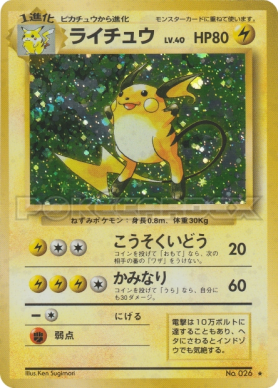 1進化
ピカチュウから進化
モンスターカードに重ねて使います。
ライチュウ LV.40 HP80
ねずみポケモン:身長0.8m、体重30Kg
こうそくいどう 20
コインを投げて「おもて」なら、次の
相手の番の「ワザ」をうけない。
かみなり 60
コインを投げて「うら」なら、自分
にも30ダメージ。
にげる
弱点
電撃は10万ボルトに
達することもあり、ヘ
タにさわるとインドゾ
ウでも気絶する。
Illus.Ken Sugimori
No.026 ★